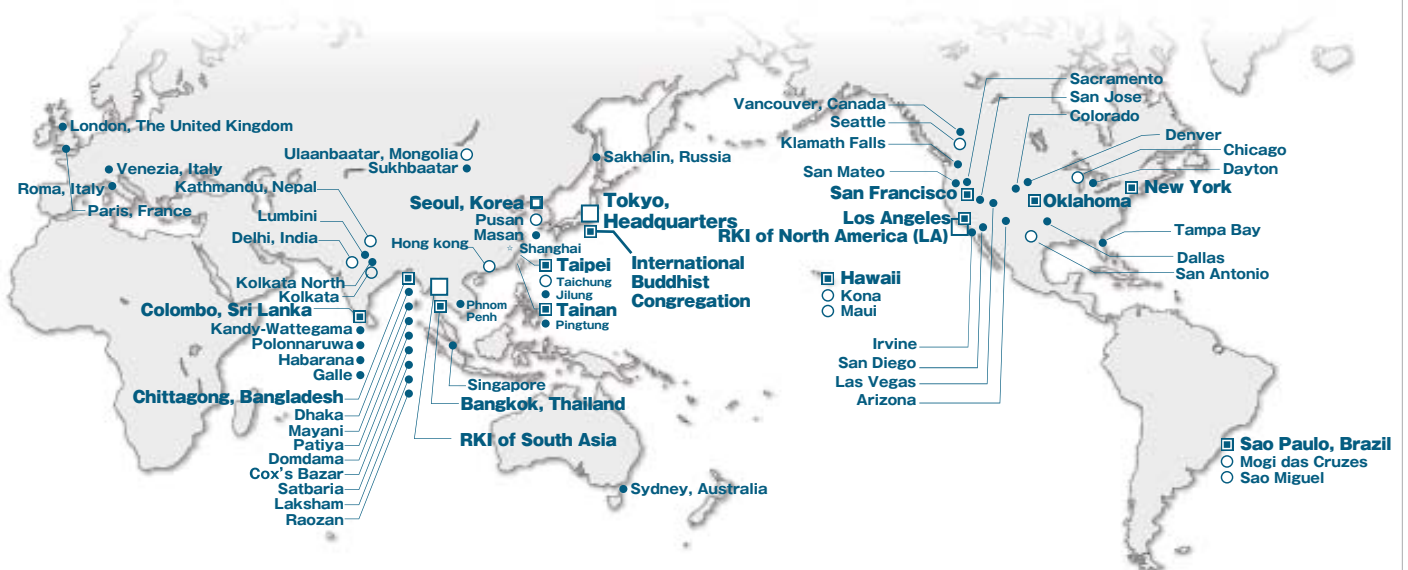 London, The United Kingdom
Venezia, Italy
Roma, Italy
Paris, France
Ulaanbaatar, Mongolia
Sukhbaatar
Kathmandu, Nepal
Lumbini
Delhi, India
Kolkata North
Kolkata
Colombo, Sri Lanka
Kandy-Wattegama
Polonnaruwa
Habarana
Galle
Chittagong, Bangladesh
Dhaka
Mayani
Patiya
Domdama
Cox's Bazar
Satbaria
Laksham
Raozan
Sakhalin, Russia
Seoul, Korea
Pusan
Masan
Tokyo,
Headquarters
International
Buddhist
Congregation
Shanghai
Hong kong
Taipei
Taichung
Jilung
Tainan
Pingtung
Phnom
Penh
Singapore
Bangkok, Thailand
RKI of South Asia
Sydney, Australia
Vancouver, Canada
Seattle
Klamath Falls
San Mateo
San Francisco
Los Angeles
RKI of North America (LA)
Sacramento
San Jose
Colorado
Denver
Chicago
Dayton
New York
Oklahoma
Tampa Bay
Dallas
San Antonio
Hawaii
Kona
Maui
Irvine
San Diego
Las Vegas
Arizona
Sao Paulo, Brazil
Mogi das Cruzes
Sao Miguel